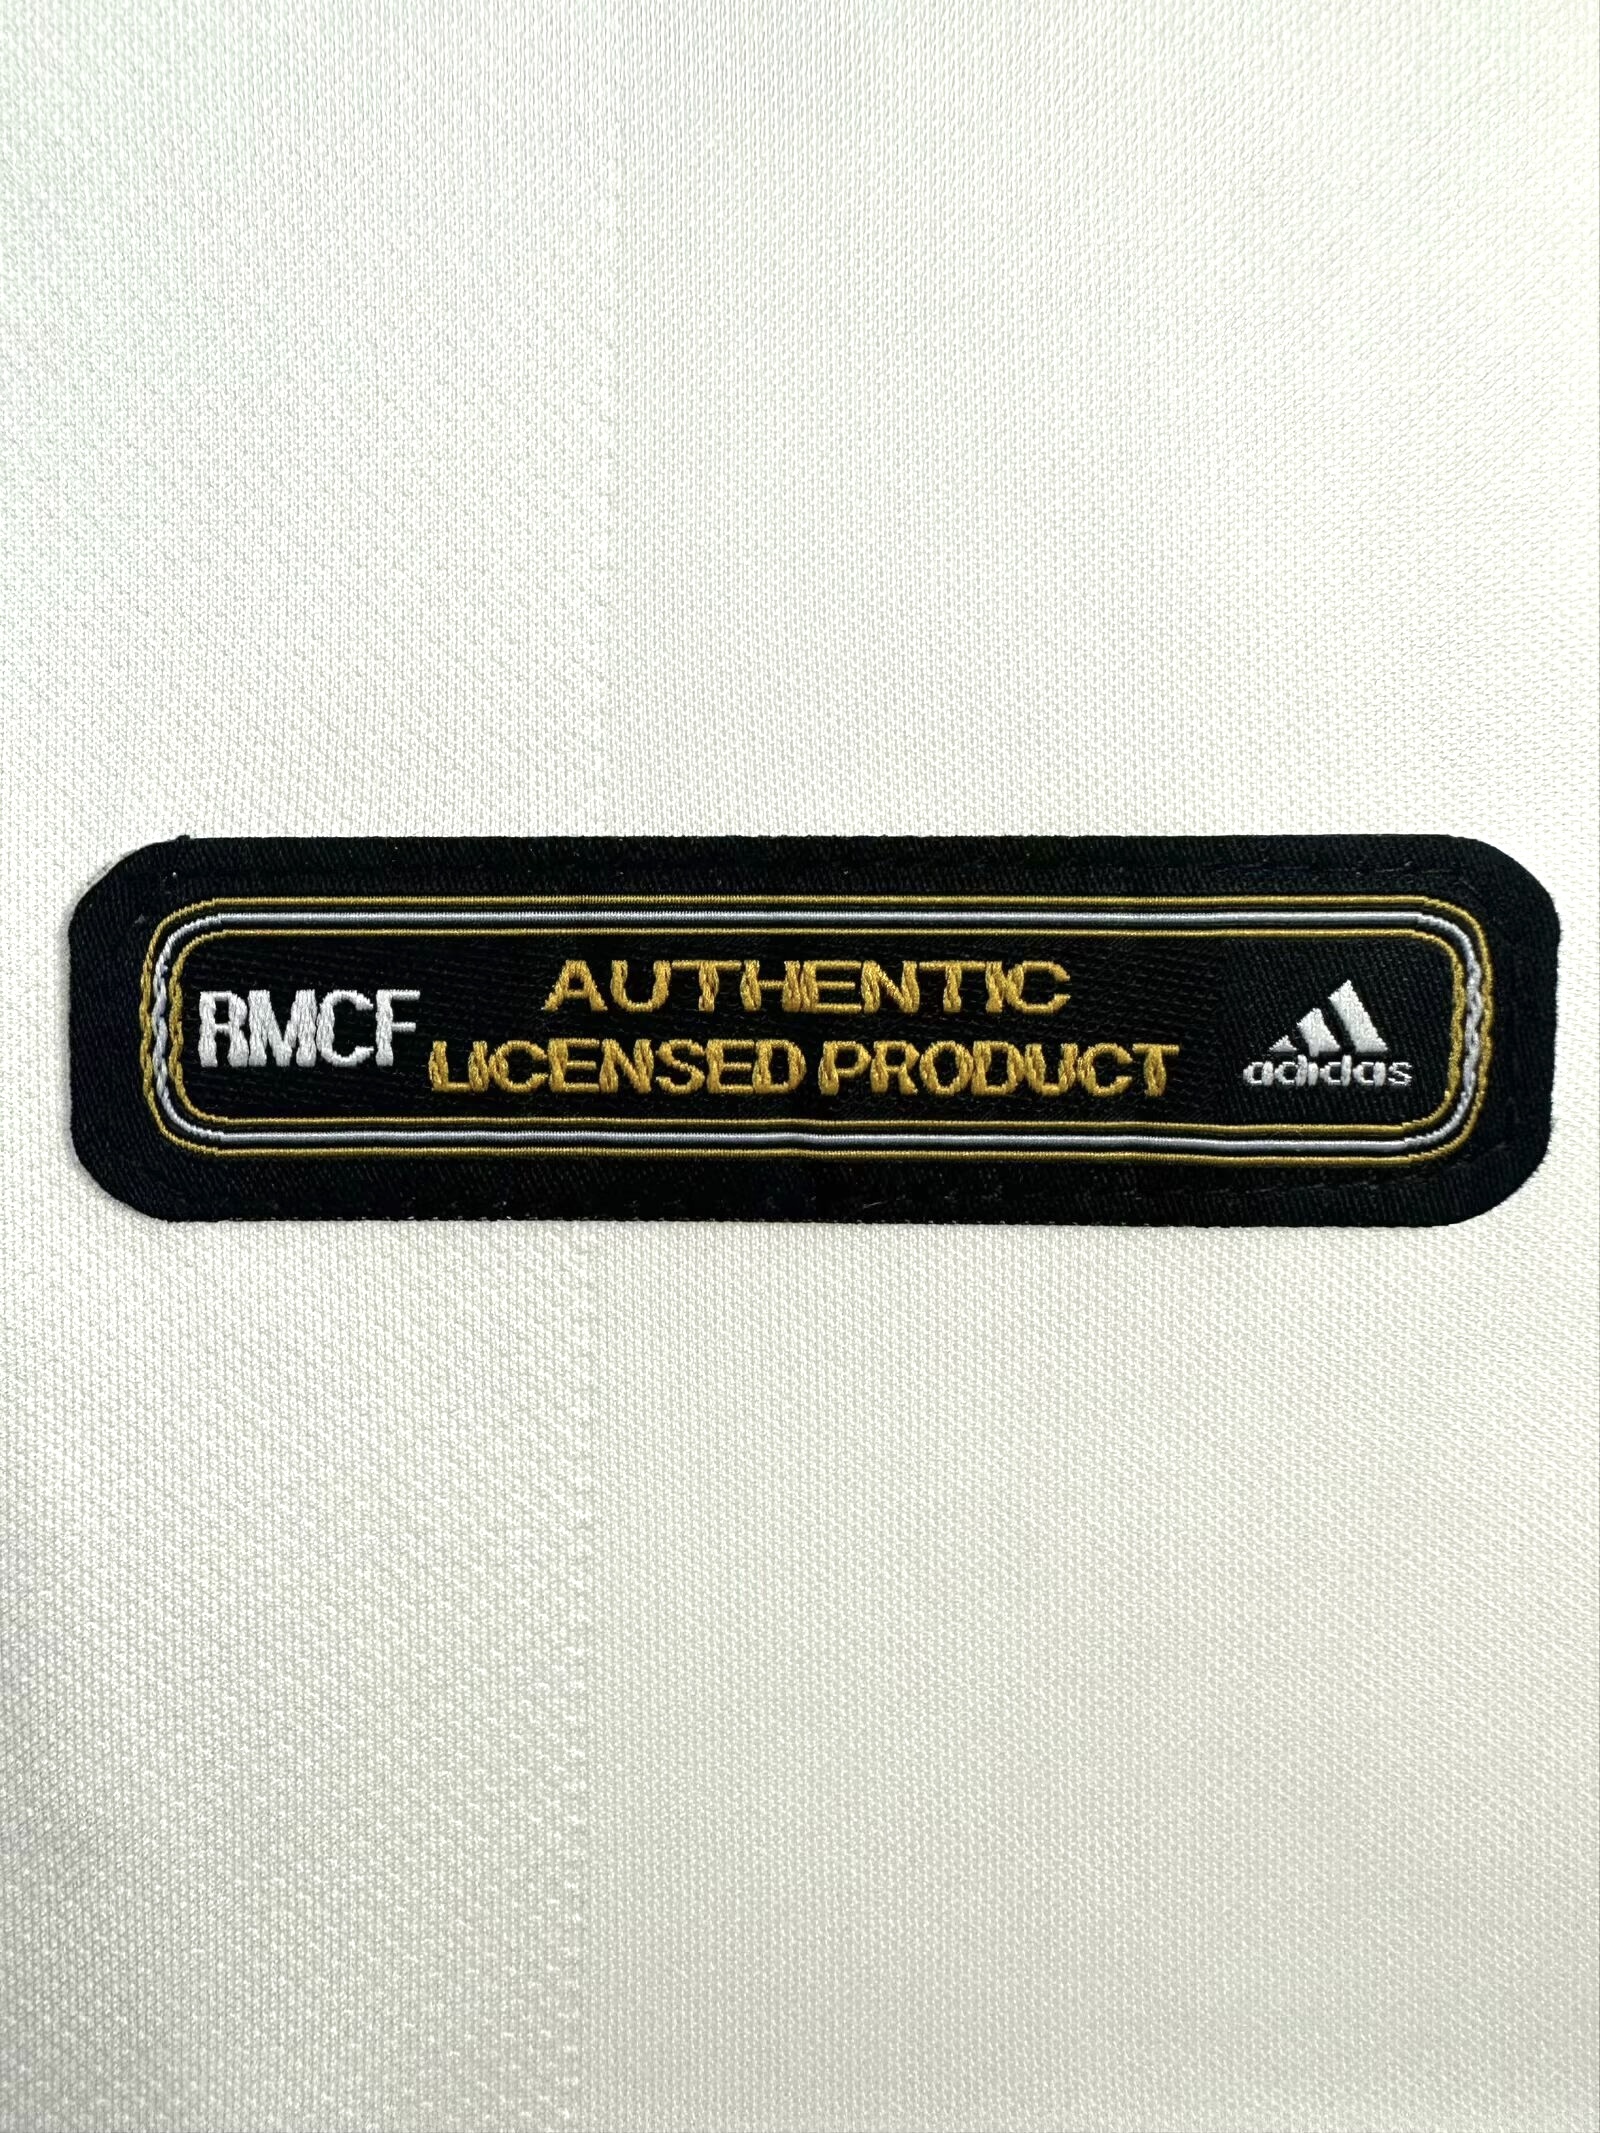 RMCF
AUTHENTIC
LICENSED PRODUCT
adidas